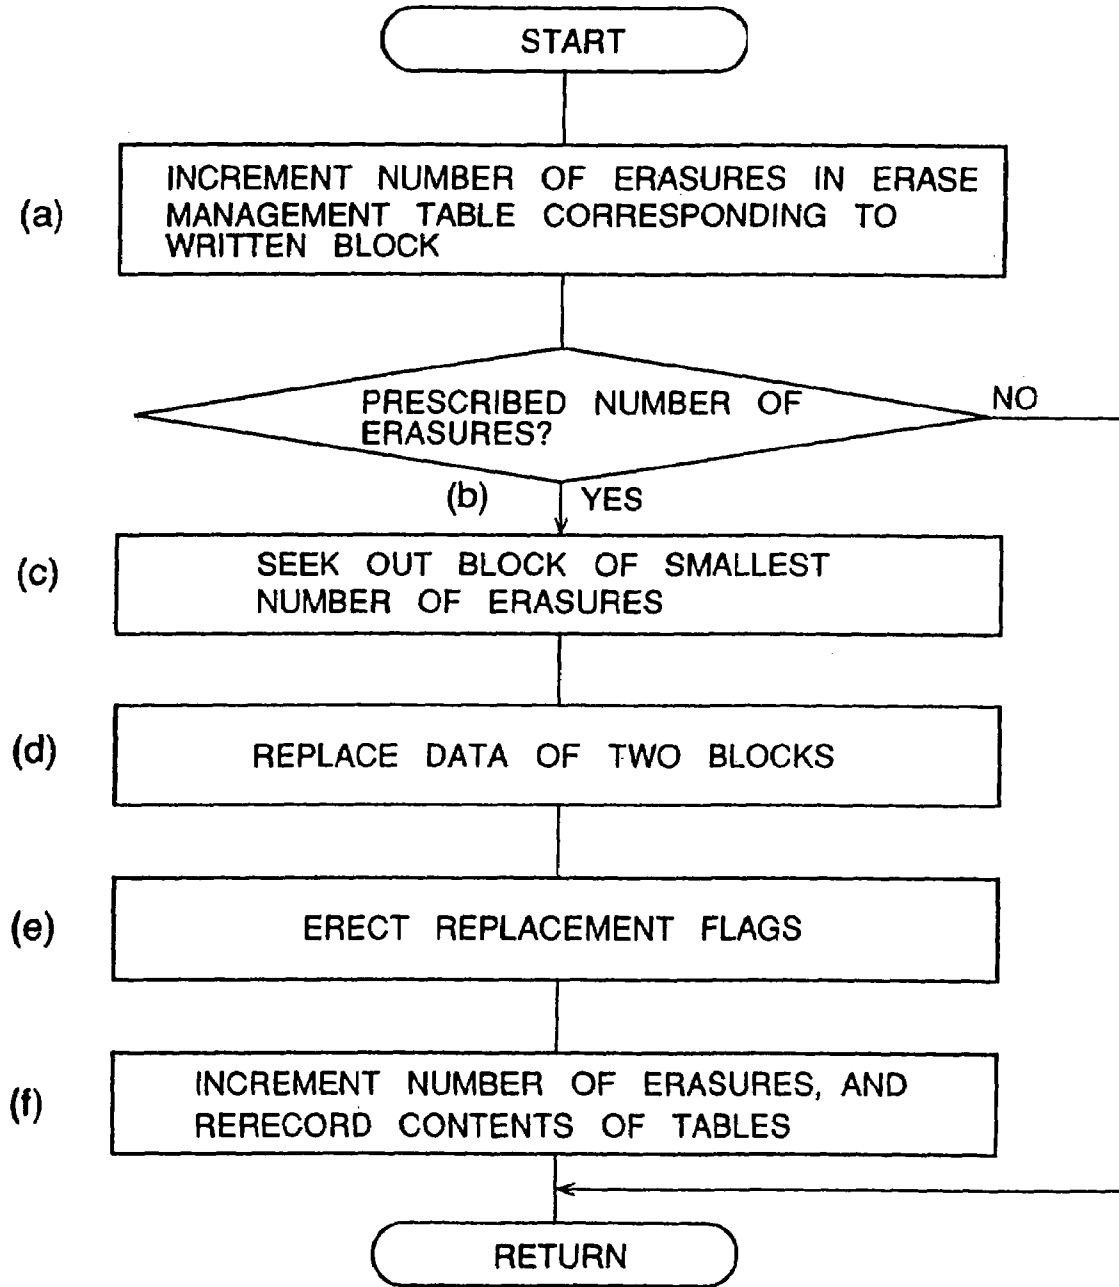 START
(a)
INCREMENT NUMBER OF ERASURES IN ERASE
MANAGEMENT TABLE CORRESPONDING TO
WRITTEN BLOCK
PRESCRIBED NUMBER OF
ERASURES?
NO
(b)
YES
(c)
SEEK OUT BLOCK OF SMALLEST
NUMBER OF ERASURES
(d)
REPLACE DATA OF TWO BLOCKS
(e)
ERECT REPLACEMENT FLAGS
(f)
INCREMENT NUMBER OF ERASURES, AND
RERECORD CONTENTS OF TABLES
RETURN